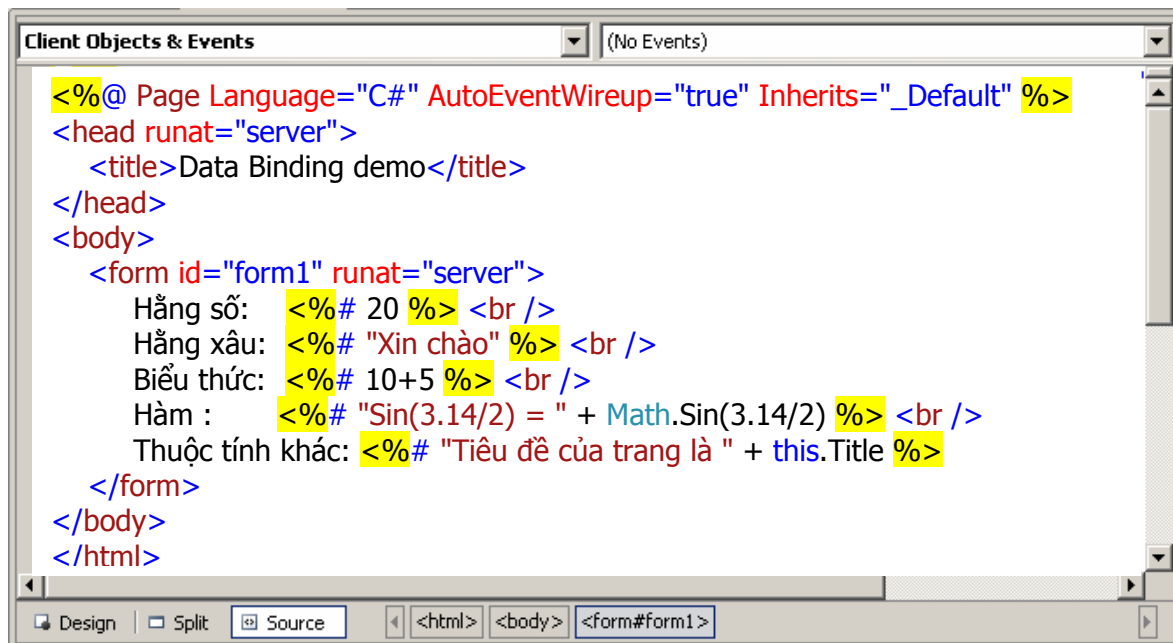 Client Objects & Events (No Events)
<%@ Page Language="C#" AutoEventWireup="true" Inherits="_Default" %>
<head runat="server">
<title>Data Binding demo</title>
</head>
<body>
<form id="form1" runat="server">
Hằng số: <%# 20 %> <br />
Hằng xâu: <%# "Xin chào" %> <br />
Biểu thức: <%# 10+5 %> <br />
Hàm : <%# "Sin(3.14/2) = " + Math.Sin(3.14/2) %> <br />
Thuộc tính khác: <%# "Tiêu đề của trang là " + this.Title %>
</form>
</body>
</html>
Design Split Source <html> <body> <form#form1>